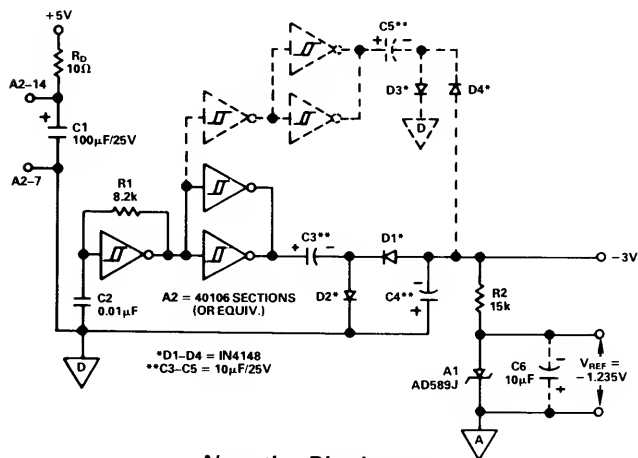 +5V
C5**
+
−
RD
10Ω
A2–14
D3*
D4*
+
C1
100μF/25V
D
A2–7
R1
8.2k
C3**
D1*
+
−
−3V
−
R2
15k
C2
0.01μF
A2 = 40106 SECTIONS
(OR EQUIV.)
D2*
C4**
+
D
*D1–D4 = IN4148
**C3–C5 = 10μF/25V
A1
AD589J
−
C6
10μF
+
VREF =
−1.235V
A